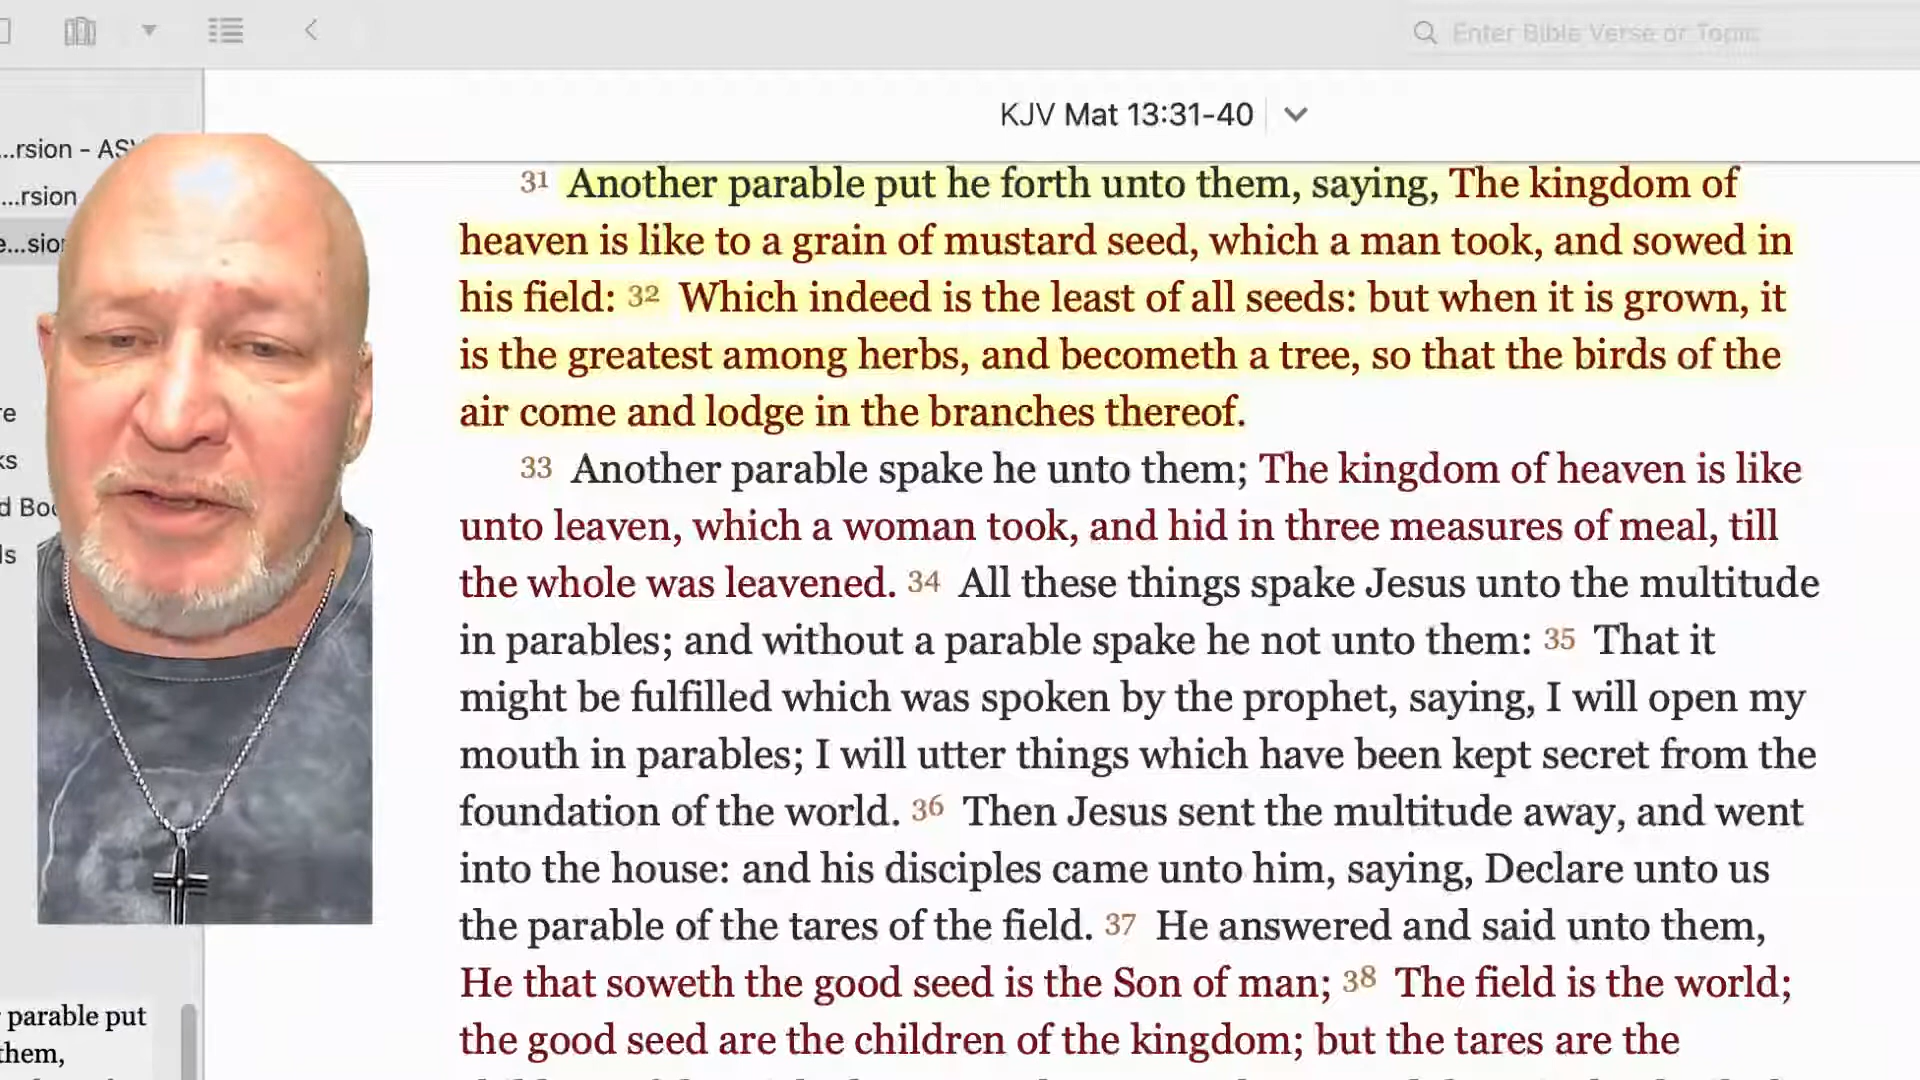 Enter Bible Verse or Topic
KJV Mat 13:31-40
...rsion - AS
...rsion
e...sion
re
ks
d Boo
ls
31 Another parable put he forth unto them, saying, The kingdom of
heaven is like to a grain of mustard seed, which a man took, and sowed in
his field: 32 Which indeed is the least of all seeds: but when it is grown, it
is the greatest among herbs, and becometh a tree, so that the birds of the
air come and lodge in the branches thereof.
33 Another parable spake he unto them; The kingdom of heaven is like
unto leaven, which a woman took, and hid in three measures of meal, till
the whole was leavened. 34 All these things spake Jesus unto the multitude
in parables; and without a parable spake he not unto them: 35 That it
might be fulfilled which was spoken by the prophet, saying, I will open my
mouth in parables; I will utter things which have been kept secret from the
foundation of the world. 36 Then Jesus sent the multitude away, and went
into the house: and his disciples came unto him, saying, Declare unto us
the parable of the tares of the field. 37 He answered and said unto them,
He that soweth the good seed is the Son of man; 38 The field is the world;
the good seed are the children of the kingdom; but the tares are the
parable put
them,